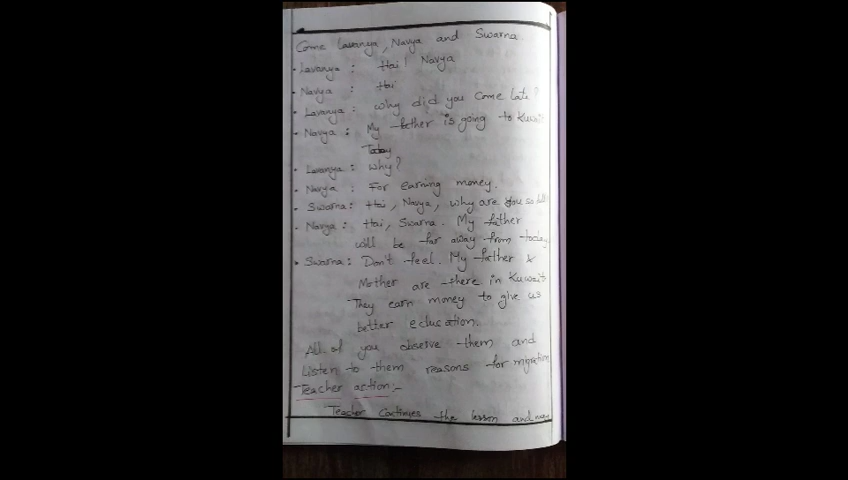 Come Lavanya, Navya and Swarna.
• Lavanya : Hai! Navya
• Navya : Hai
• Lavanya : why did you come late?
• Navya : My father is going to Kuwait
Today
• Lavanya : why?
• Navya : For earning money.
• Swarna : Hai, Navya, why are you so
• Navya : Hai, Swarna. My father
will be far away from today
• Swarna : Don't feel. My father &
Mother are there in Kuwait
They earn money to give us
better education.
All of you observe them and
Listen to them reasons for migration
Teacher action:-
Teacher continues the lesson and